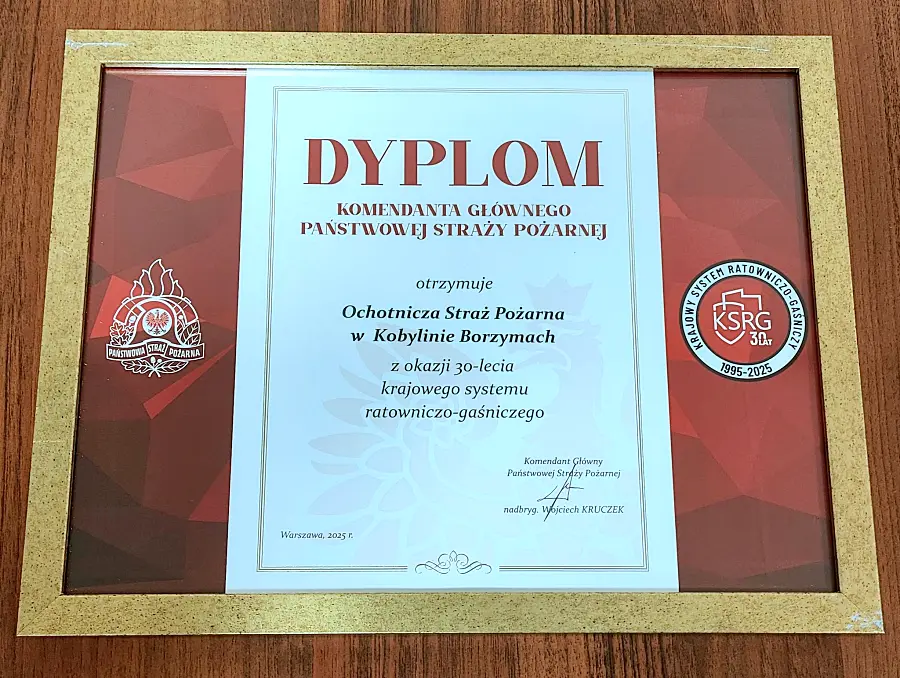 DYPLOM
KOMENDANTA GŁÓWNEGO
PAŃSTWOWEJ STRAŻY POŻARNEJ
otrzymuje
Ochotnicza Straż Pożarna
w Kobylinie Borzymach
z okazji 30-lecia
krajowego systemu
ratowniczo-gaśniczego
Komendant Główny
Państwowej Straży Pożarnej
nadbryg. Wojciech KRUCZEK
Warszawa, 2025 r.
PAŃSTWOWA STRAŻ POŻARNA
KRAJOWY SYSTEM RATOWNICZO-GAŚNICZY
KSRG
30 LAT
1995-2025